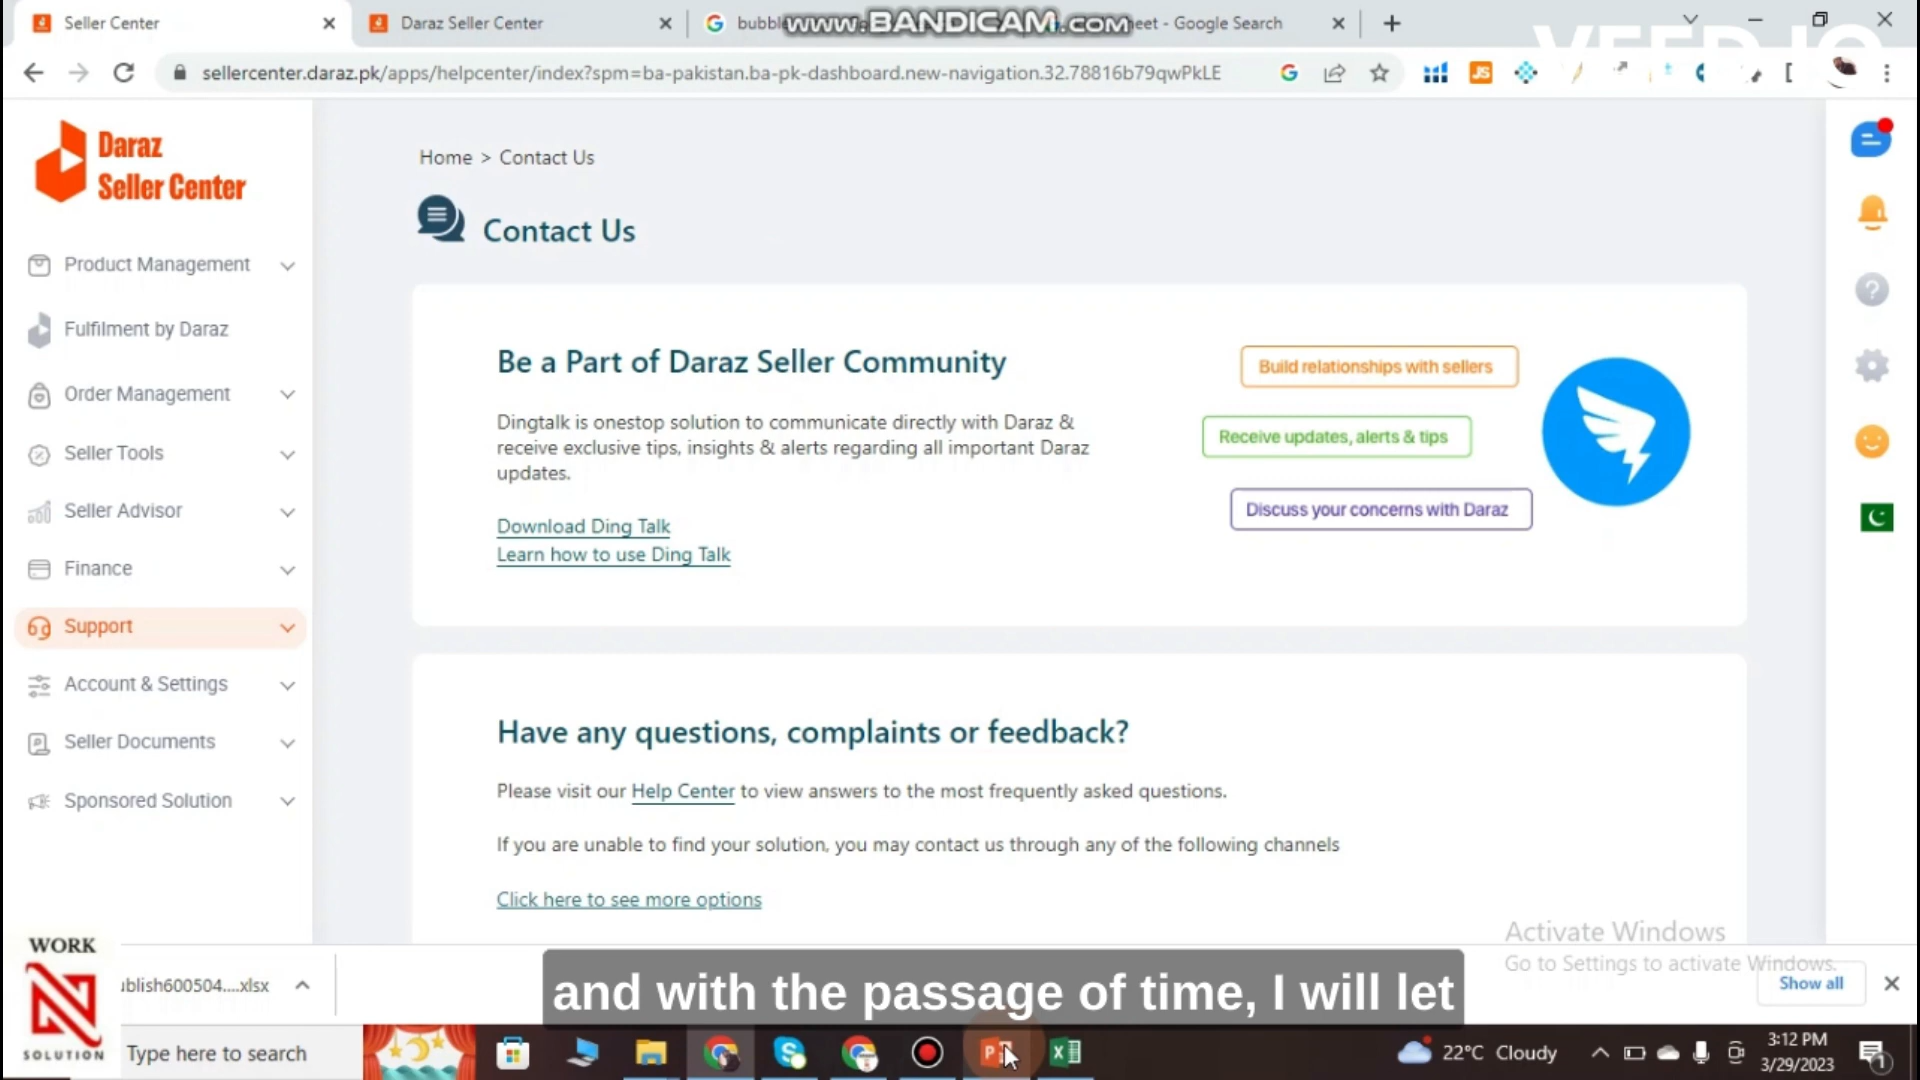 Seller Center
Daraz Seller Center
www.BANDICAM.com
eet - Google Search
VEED.IO
sellercenter.daraz.pk/apps/helpcenter/index?spm=ba-pakistan.ba-pk-dashboard.new-navigation.32.78816b79qwPkLE
Daraz
Seller Center
Product Management
Fulfilment by Daraz
Order Management
Seller Tools
Seller Advisor
Finance
Support
Account & Settings
Seller Documents
Sponsored Solution
Home > Contact Us
Contact Us
Be a Part of Daraz Seller Community
Dingtalk is onestop solution to communicate directly with Daraz &
receive exclusive tips, insights & alerts regarding all important Daraz
updates.
Download Ding Talk
Learn how to use Ding Talk
Build relationships with sellers
Receive updates, alerts & tips
Discuss your concerns with Daraz
Have any questions, complaints or feedback?
Please visit our Help Center to view answers to the most frequently asked questions.
If you are unable to find your solution, you may contact us through any of the following channels
Click here to see more options
Activate Windows
Go to Settings to activate Windows.
WORK
SOLUTION
ublish600504....xlsx
Show all
and with the passage of time, I will let
Type here to search
22°C Cloudy
3:12 PM
3/29/2023
1